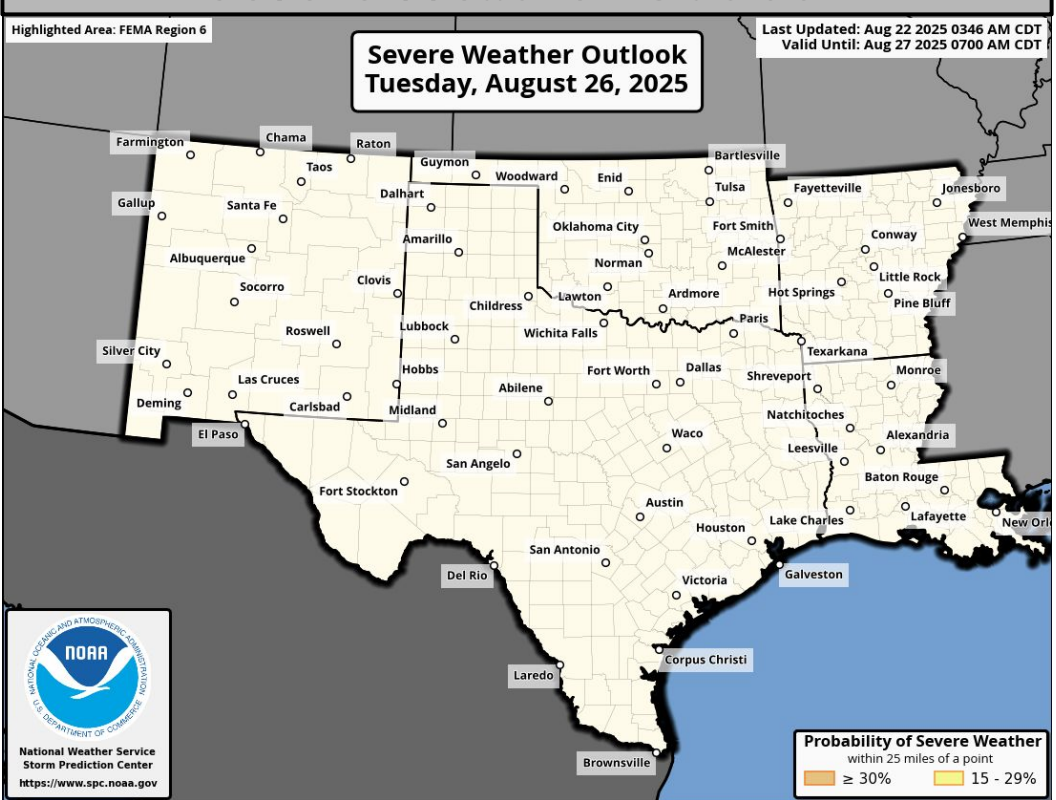 Highlighted Area: FEMA Region 6
Last Updated: Aug 22 2025 0346 AM CDT
Valid Until: Aug 27 2025 0700 AM CDT
Severe Weather Outlook
Tuesday, August 26, 2025
Farmington
Chama
Raton
Taos
Guymon
Woodward
Enid
Bartlesville
Tulsa
Fayetteville
Jonesboro
Gallup
Santa Fe
Dalhart
West Memphis
Albuquerque
Amarillo
Oklahoma City
Fort Smith
Conway
Norman
McAlester
Little Rock
Socorro
Clovis
Childress
Lawton
Ardmore
Hot Springs
Pine Bluff
Roswell
Lubbock
Wichita Falls
Paris
Texarkana
Silver City
Las Cruces
Hobbs
Fort Worth
Dallas
Shreveport
Monroe
Deming
Carlsbad
Midland
Abilene
Natchitoches
El Paso
Waco
Alexandria
San Angelo
Leesville
Fort Stockton
Baton Rouge
Austin
Houston
Lake Charles
Lafayette
New Orl
San Antonio
Del Rio
Victoria
Galveston
Laredo
Corpus Christi
Brownsville
NATIONAL OCEANIC AND ATMOSPHERIC ADMINISTRATION
NOAA
U.S. DEPARTMENT OF COMMERCE
National Weather Service
Storm Prediction Center
https://www.spc.noaa.gov
Probability of Severe Weather
within 25 miles of a point
≥ 30%
15 - 29%